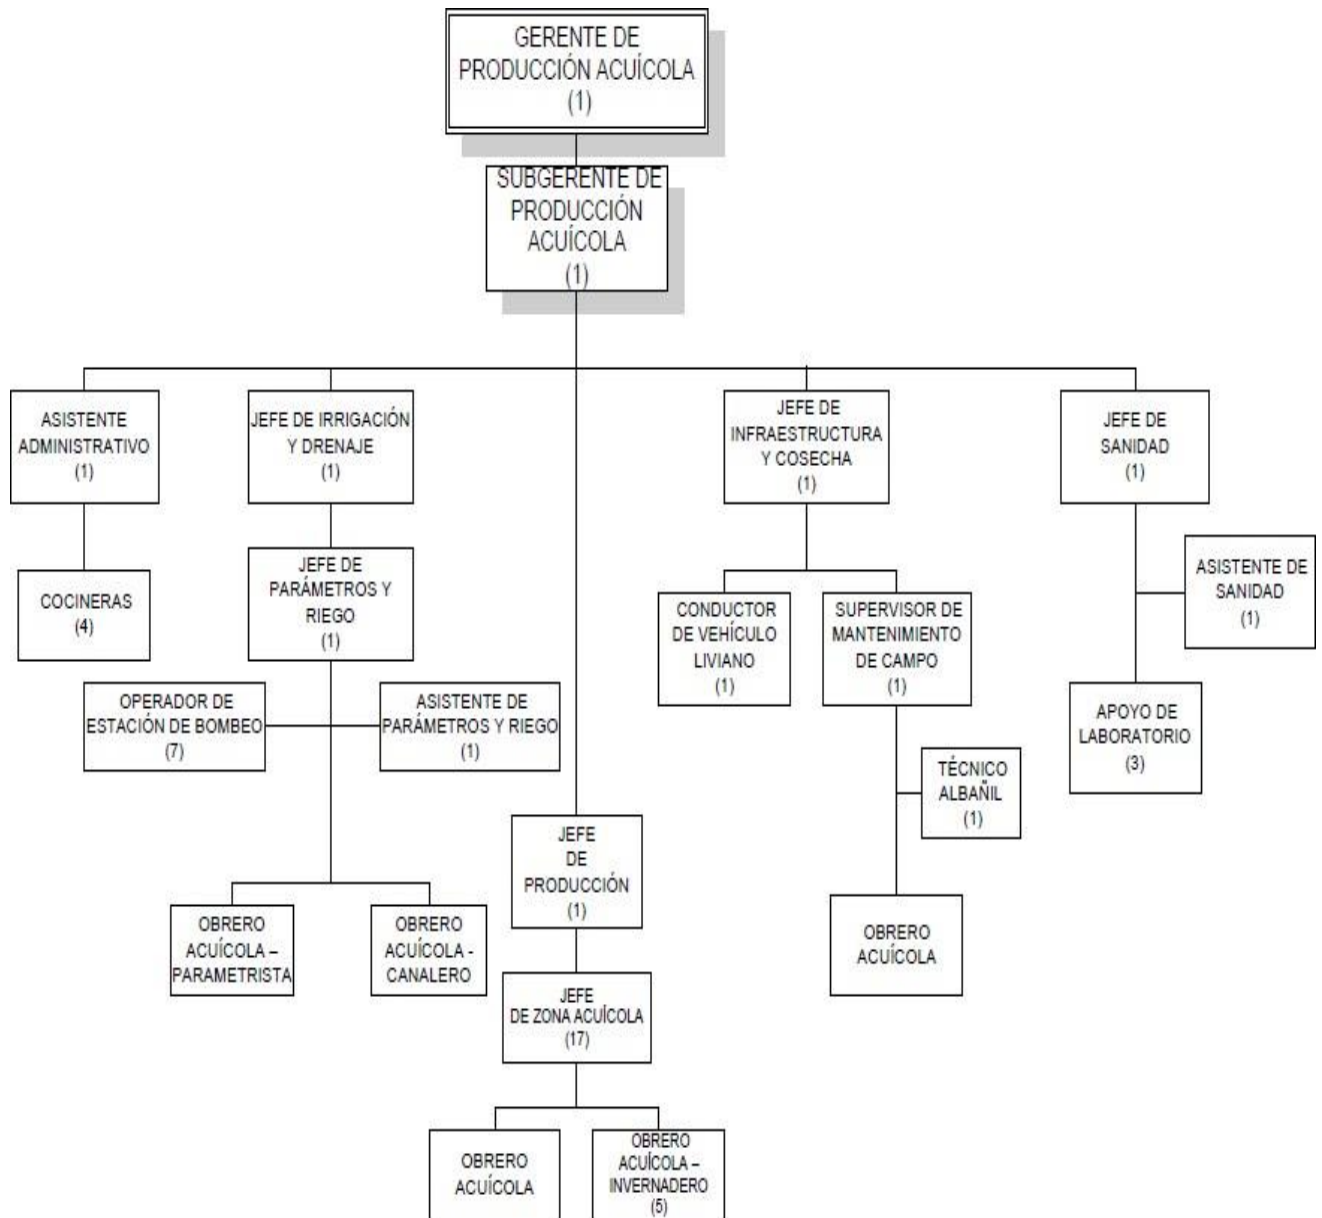 GERENTE DE
PRODUCCIÓN ACUÍCOLA
(1)
SUBGERENTE DE
PRODUCCIÓN
ACUÍCOLA
(1)
ASISTENTE
ADMINISTRATIVO
(1)
JEFE DE IRRIGACIÓN
Y DRENAJE
(1)
JEFE DE
INFRAESTRUCTURA
Y COSECHA
(1)
JEFE DE
SANIDAD
(1)
COCINERAS
(4)
JEFE DE
PARÁMETROS Y
RIEGO
(1)
CONDUCTOR
DE VEHÍCULO
LIVIANO
(1)
SUPERVISOR DE
MANTENIMIENTO
DE CAMPO
(1)
ASISTENTE DE
SANIDAD
(1)
OPERADOR DE
ESTACIÓN DE BOMBEO
(7)
ASISTENTE DE
PARÁMETROS Y RIEGO
(1)
APOYO DE
LABORATORIO
(3)
TÉCNICO
ALBAÑIL
(1)
JEFE
DE
PRODUCCIÓN
(1)
OBRERO
ACUÍCOLA –
PARAMETRISTA
OBRERO
ACUÍCOLA -
CANALERO
OBRERO
ACUÍCOLA
JEFE
DE ZONA ACUÍCOLA
(17)
OBRERO
ACUÍCOLA
OBRERO
ACUÍCOLA –
INVERNADERO
(5)